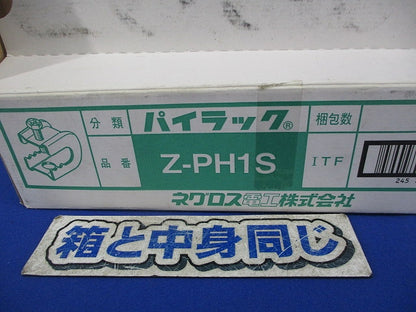 分類 パイラック® 梱包数
品番 Z-PH1S ITF
245
ネグロス電工株式会社
箱と中身同じ